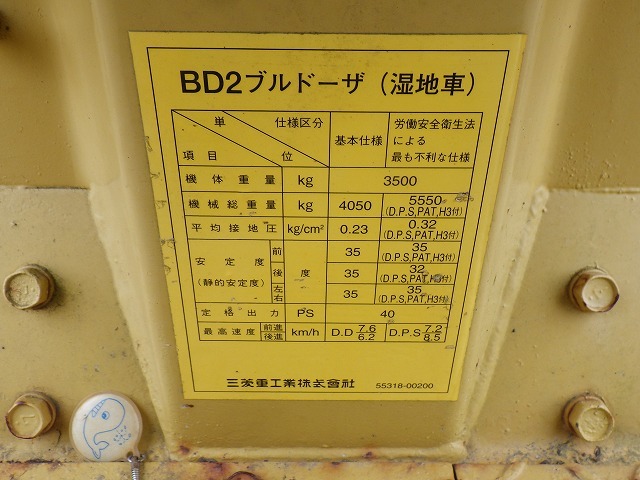 BD2ブルドーザ（湿地車）
単 仕様区分
項目 位
基本仕様
労働安全衛生法
による
最も不利な仕様
機体重量 kg 3500
機械総重量 kg 4050 5550
(D.P.S,PAT,H3付)
平均接地圧 kg/cm² 0.23 0.32
(D.P.S,PAT,H3付)
安定度
(静的安定度)
度
前 35 35
(D.P.S,PAT,H3付)
後 35 32
(D.P.S,PAT,H3付)
左右 35 35
(D.P.S,PAT,H3付)
定格出力 PS 40
最高速度 前進 km/h D.D 7.6 D.P.S 7.2
後進 6.2 8.5
三菱重工業株式会社 55318-00200